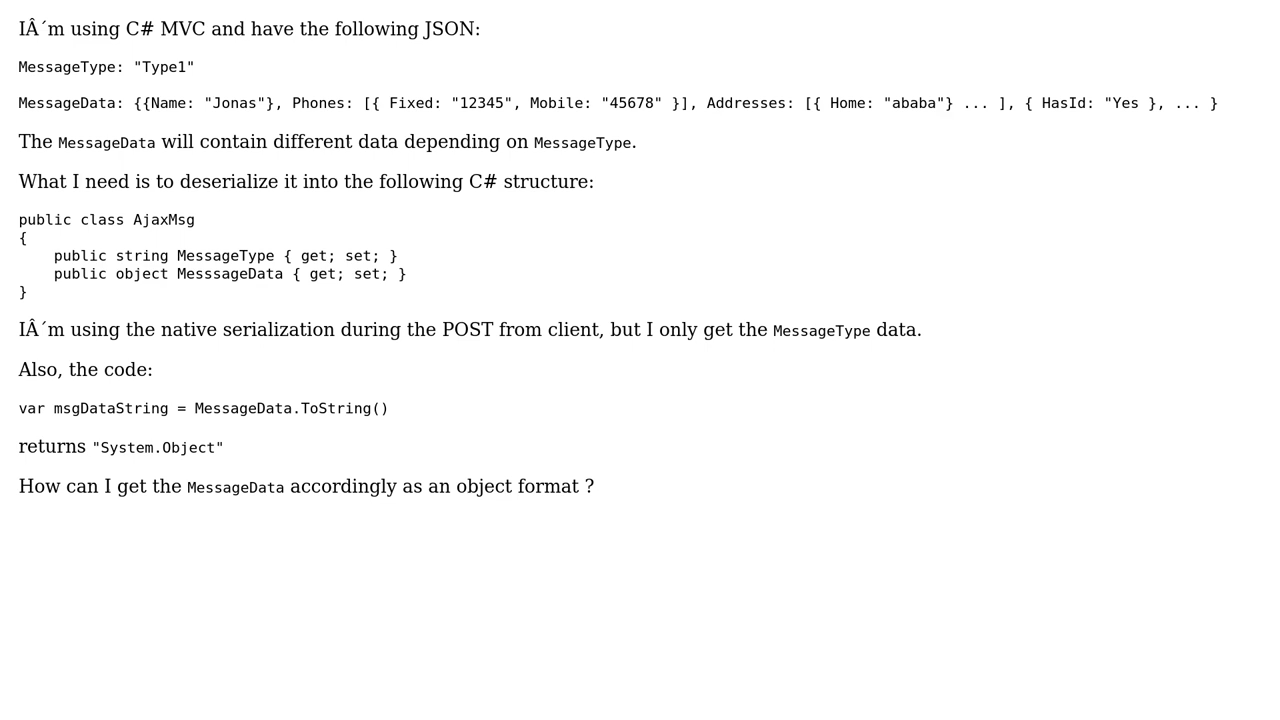 IÂ´m using C# MVC and have the following JSON:
MessageType: "Type1"
MessageData: {{Name: "Jonas"}, Phones: [{ Fixed: "12345", Mobile: "45678" }], Addresses: [{ Home: "ababa"} ... ], { HasId: "Yes }, ... }
The MessageData will contain different data depending on MessageType.
What I need is to deserialize it into the following C# structure:
public class AjaxMsg
{
    public string MessageType { get; set; }
    public object MesssageData { get; set; }
}
IÂ´m using the native serialization during the POST from client, but I only get the MessageType data.
Also, the code:
var msgDataString = MessageData.ToString()
returns "System.Object"
How can I get the MessageData accordingly as an object format ?